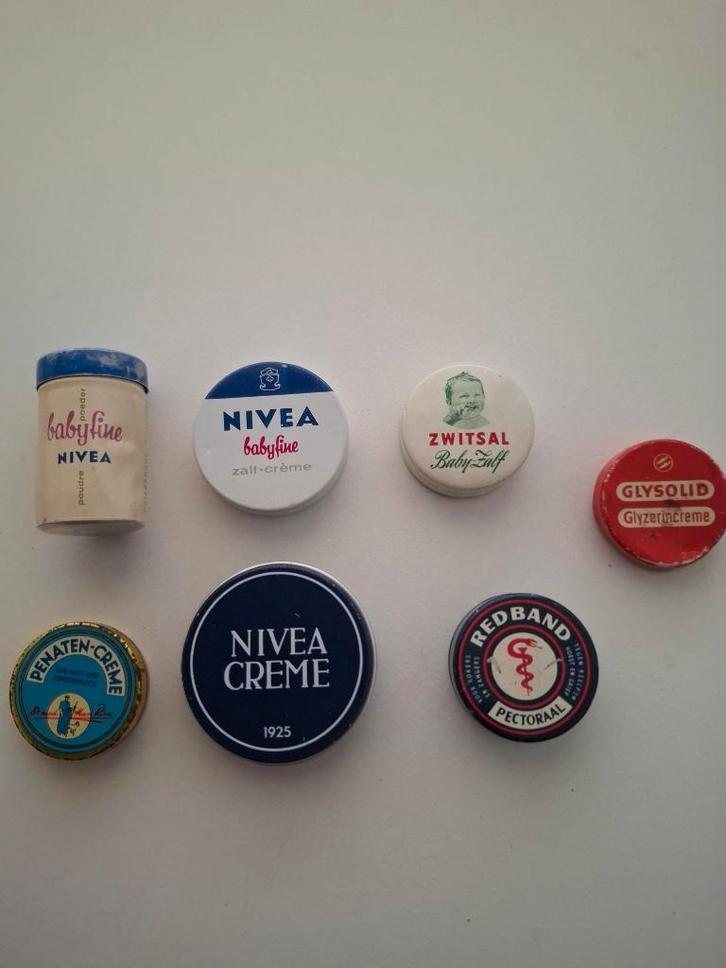 babyfine
NIVEA
poudre
poeder
NIVEA
babyfine
zalf·crème
ZWITSAL
Baby Zalf
GLYSOLID
Glyzerincreme
PENATEN-CREME
NIVEA
CREME
1925
REDBAND
PECTORAAL